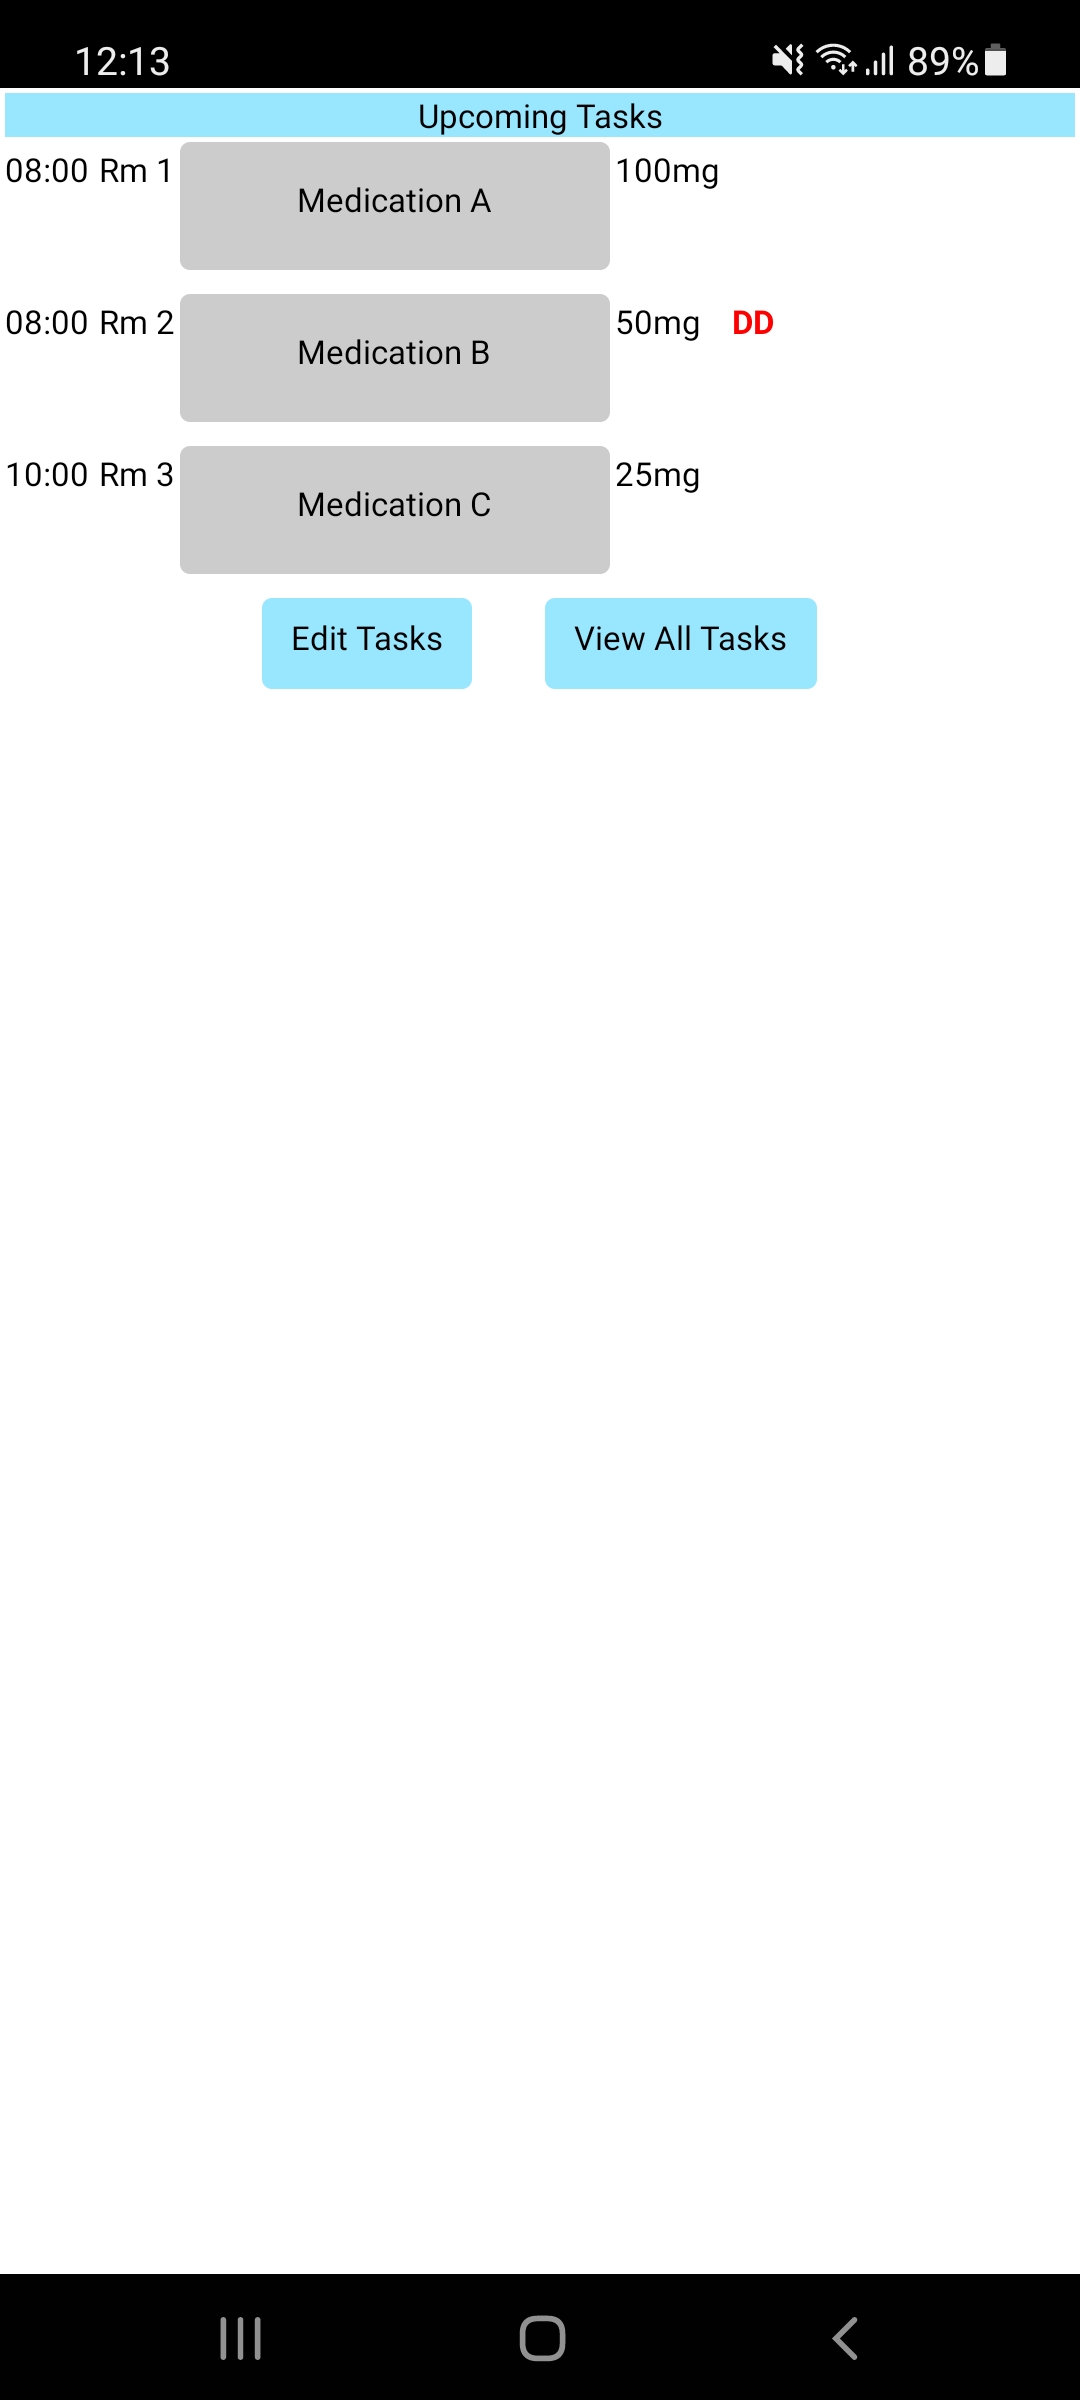 12:13 89%
Upcoming Tasks
08:00 Rm 1 Medication A 100mg
08:00 Rm 2 Medication B 50mg DD
10:00 Rm 3 Medication C 25mg
Edit Tasks View All Tasks